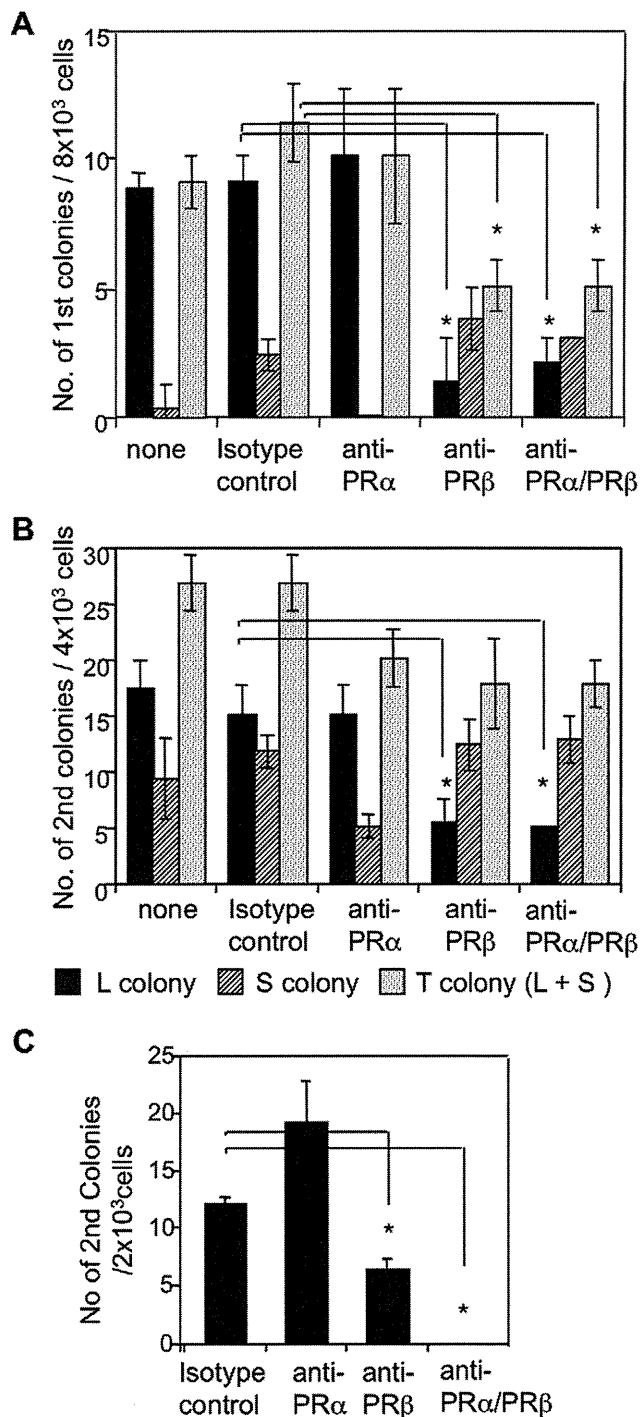 A
No. of 1st colonies / 8x10³ cells
15
10
5
0
*
*
*
*
none
Isotype control
anti-PRα
anti-PRβ
anti-PRα/PRβ
B
No. of 2nd colonies / 4x10³ cells
30
25
20
15
10
5
0
*
*
none
Isotype control
anti-PRα
anti-PRβ
anti-PRα/PRβ
L colony S colony T colony (L + S )
C
No of 2nd Colonies
/2x10³cells
25
20
15
10
5
0
*
*
Isotype control
anti-PRα
anti-PRβ
anti-PRα/PRβ